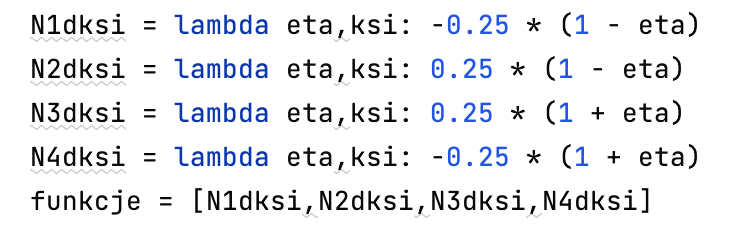 N1dksi = lambda eta,ksi: -0.25 * (1 - eta)
N2dksi = lambda eta,ksi: 0.25 * (1 - eta)
N3dksi = lambda eta,ksi: 0.25 * (1 + eta)
N4dksi = lambda eta,ksi: -0.25 * (1 + eta)
funkcje = [N1dksi,N2dksi,N3dksi,N4dksi]